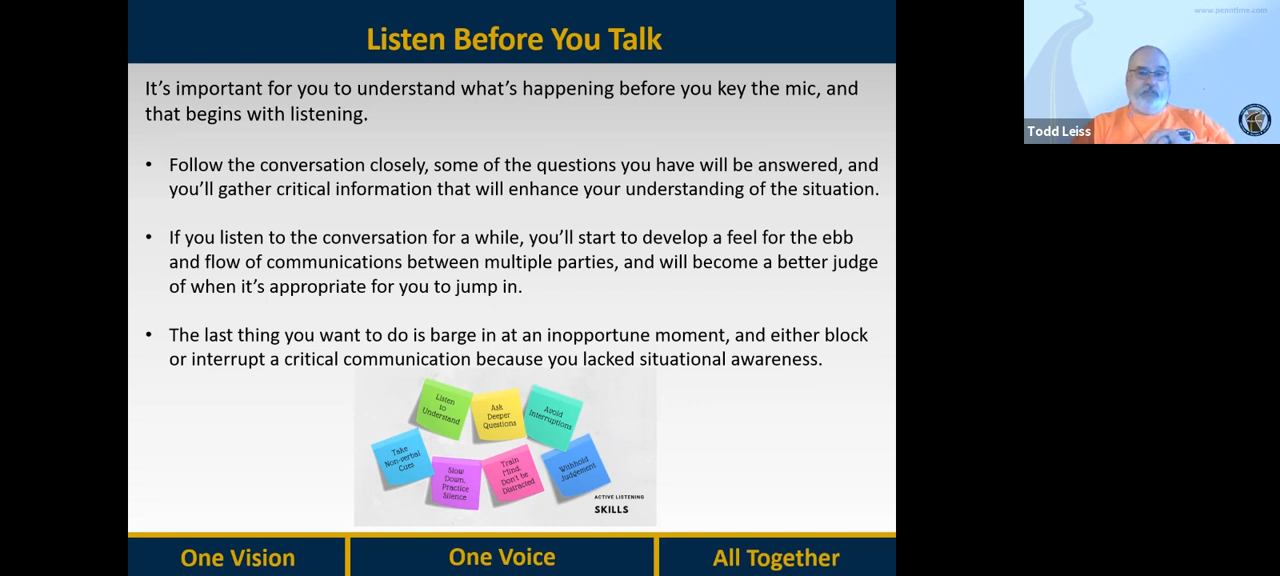 Listen Before You Talk
www.penntime.com
It's important for you to understand what's happening before you key the mic, and
that begins with listening.
• Follow the conversation closely, some of the questions you have will be answered, and
you'll gather critical information that will enhance your understanding of the situation.
• If you listen to the conversation for a while, you'll start to develop a feel for the ebb
and flow of communications between multiple parties, and will become a better judge
of when it's appropriate for you to jump in.
• The last thing you want to do is barge in at an inopportune moment, and either block
or interrupt a critical communication because you lacked situational awareness.
Listen
to
Understand
Ask
Deeper
Questions
Avoid
Interruptions
Take
Non-verbal
Cues
Slow
Down,
Practice
Silence
Train
Mind,
Don't be
Distracted
Withhold
Judgement
ACTIVE LISTENING
SKILLS
One Vision
One Voice
All Together
Todd Leiss